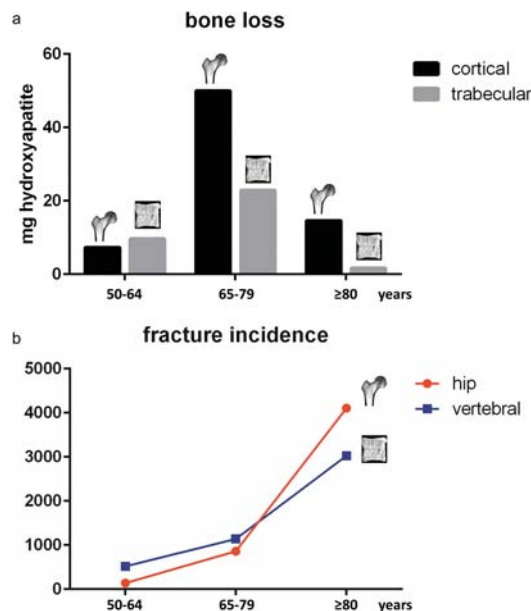 a
bone loss
mg hydroxyapatite
60
40
20
0
cortical
trabecular
50-64
65-79
≥80
years
b
fracture incidence
5000
4000
3000
2000
1000
0
hip
vertebral
50-64
65-79
≥80
years